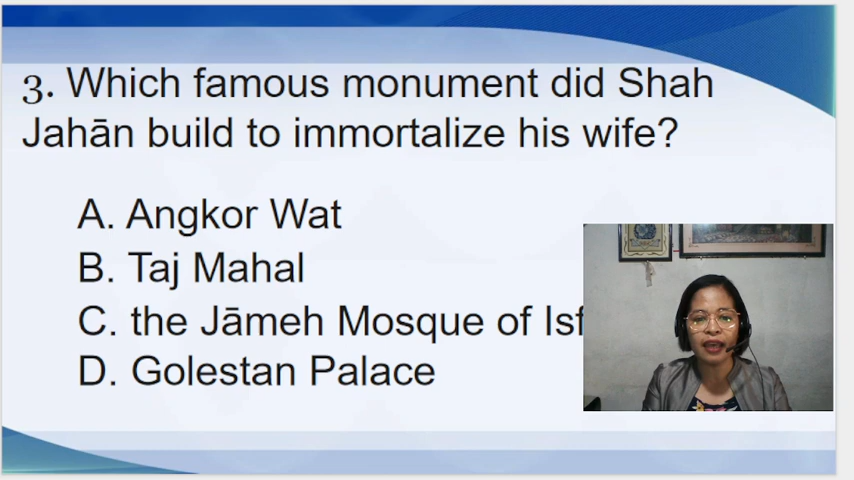 3. Which famous monument did Shah
Jahān build to immortalize his wife?
A. Angkor Wat
B. Taj Mahal
C. the Jāmeh Mosque of
D. Golestan Palace